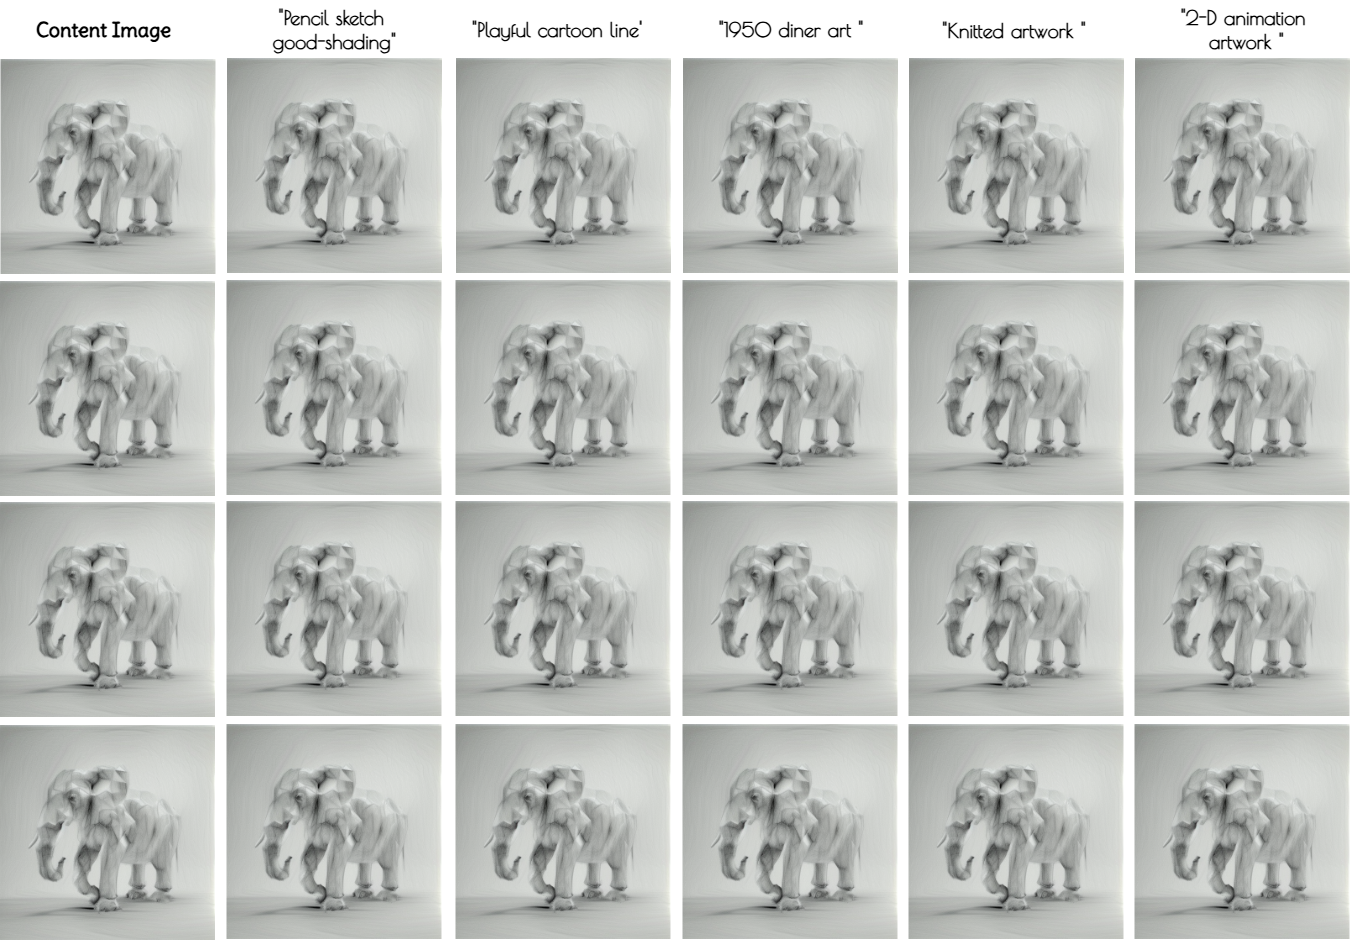 Content Image
"Pencil sketch
good-shading"
"Playful cartoon line'
"1950 diner art "
"Knitted artwork "
"2-D animation
artwork "